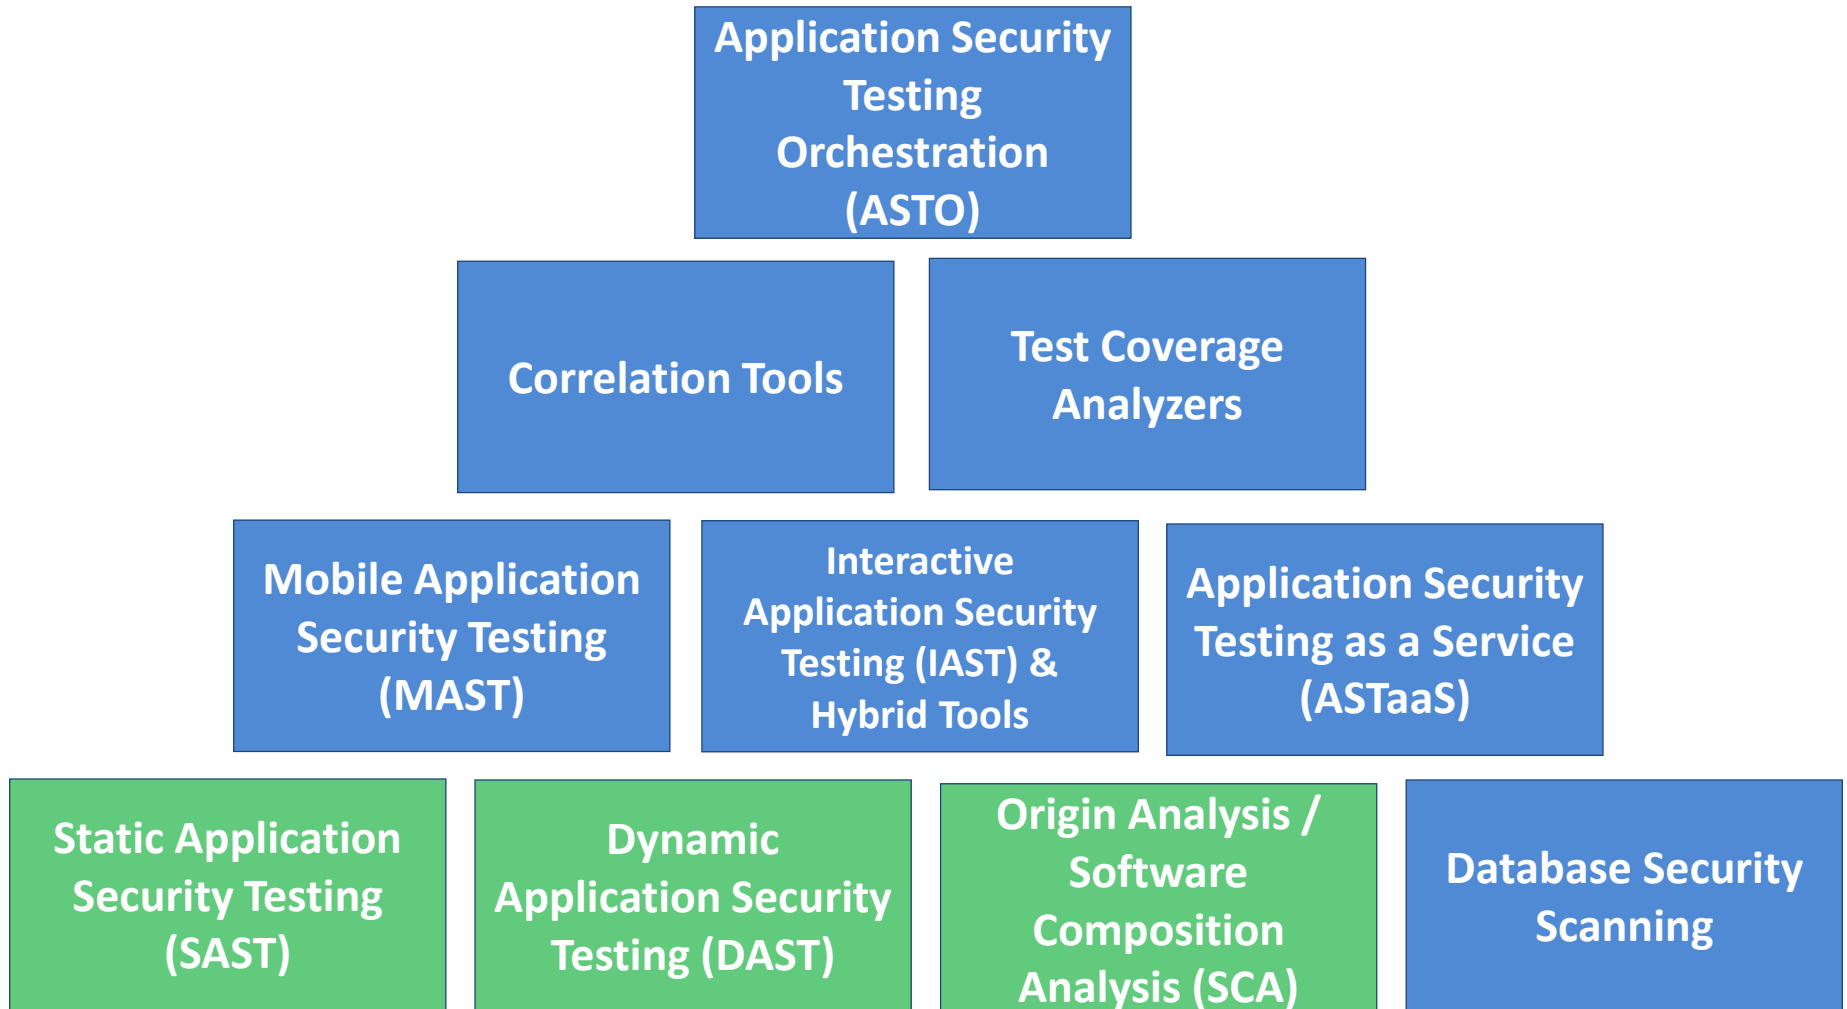 Application Security
Testing
Orchestration
(ASTO)
Correlation Tools
Test Coverage
Analyzers
Mobile Application
Security Testing
(MAST)
Interactive
Application Security
Testing (IAST) &
Hybrid Tools
Application Security
Testing as a Service
(ASTaaS)
Static Application
Security Testing
(SAST)
Dynamic
Application Security
Testing (DAST)
Origin Analysis /
Software
Composition
Analysis (SCA)
Database Security
Scanning